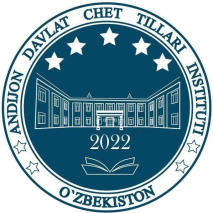 ANDIJON DAVLAT CHET TILLARI INSTITUTI
2022
O'ZBEKISTON